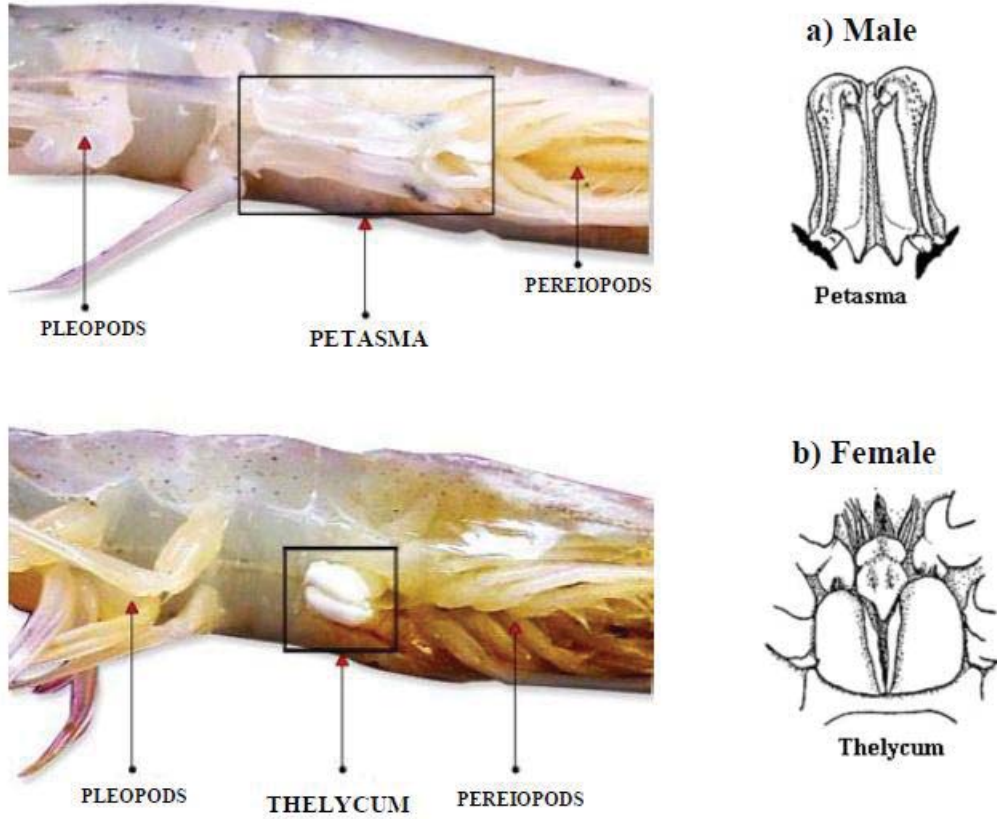 a) Male
PEREIOPODS
Petasma
PLEOPODS
PETASMA
b) Female
Thelycum
PLEOPODS
THELYCUM
PEREIOPODS